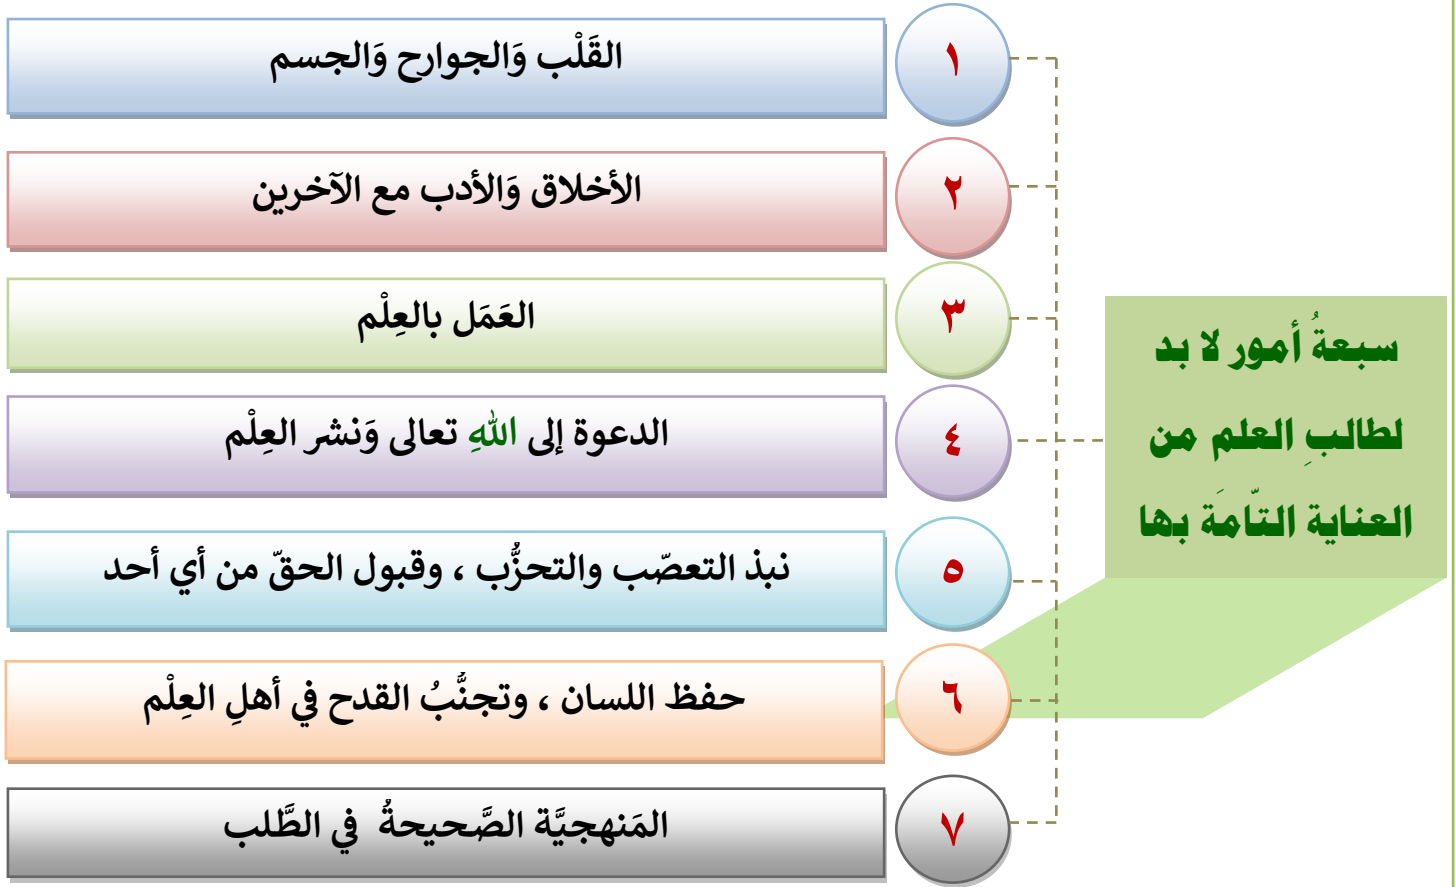 سبعةُ أمور لا بد
لطالبِ العلم من
العناية التّامَة بها
١
القَلْب وَالجوارح وَالجسم
٢
الأخلاق وَالأدب مع الآخرين
٣
العَمَل بالعِلْم
٤
الدعوة إلى اللهِ تعالى وَنشر العِلْم
٥
نبذ التعصّب والتحزُّب ، وقبول الحقّ من أي أحد
٦
حفظ اللسان ، وتجنُّبُ القدح في أهلِ العِلْم
٧
المَنهجيَّة الصَّحيحةُ في الطَّلب